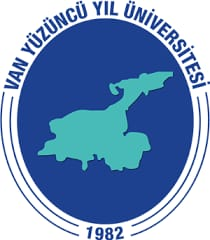 VAN YÜZÜNCÜ YIL ÜNİVERSİTESİ
1982